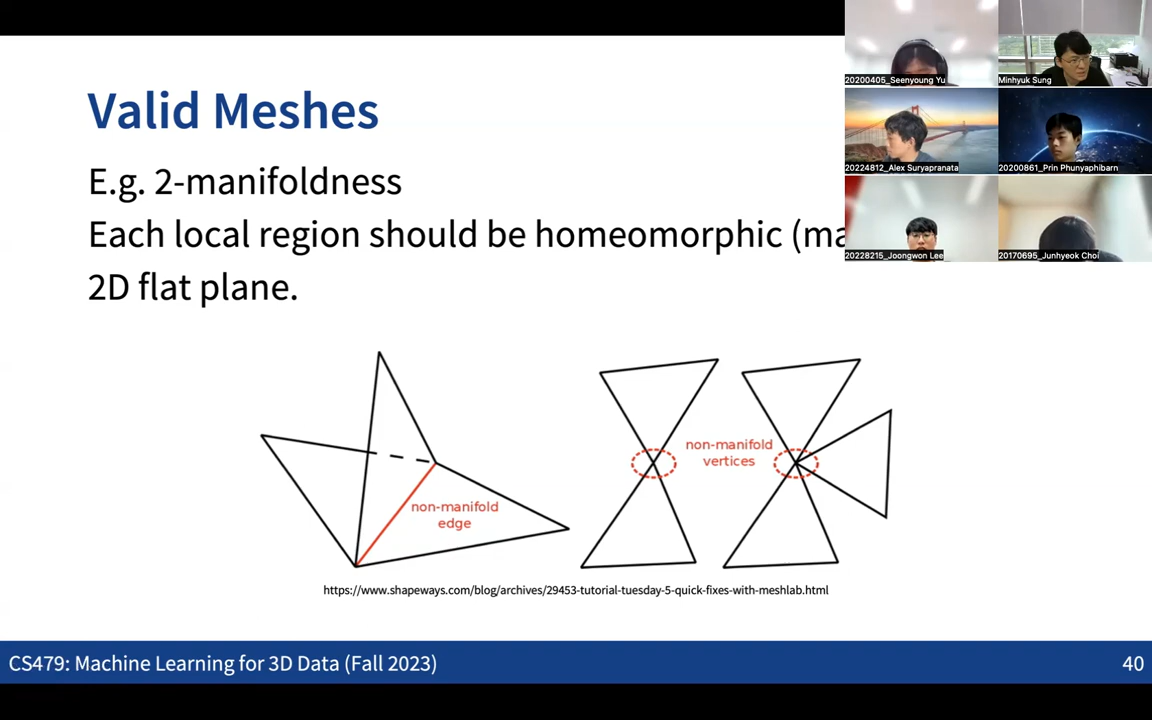 Valid Meshes
E.g. 2-manifoldness
Each local region should be homeomorphic (
2D flat plane.
non-manifold
edge
non-manifold
vertices
https://www.shapeways.com/blog/archives/29453-tutorial-tuesday-5-quick-fixes-with-meshlab.html
CS479: Machine Learning for 3D Data (Fall 2023)
40
20200405_Seenyoung Yu
Minhyuk Sung
20224812_Alex Suryapranata
20200861_Prin Phunyaphibarn
20228215_Joongwon Lee
20170695_Junhyeok Choi